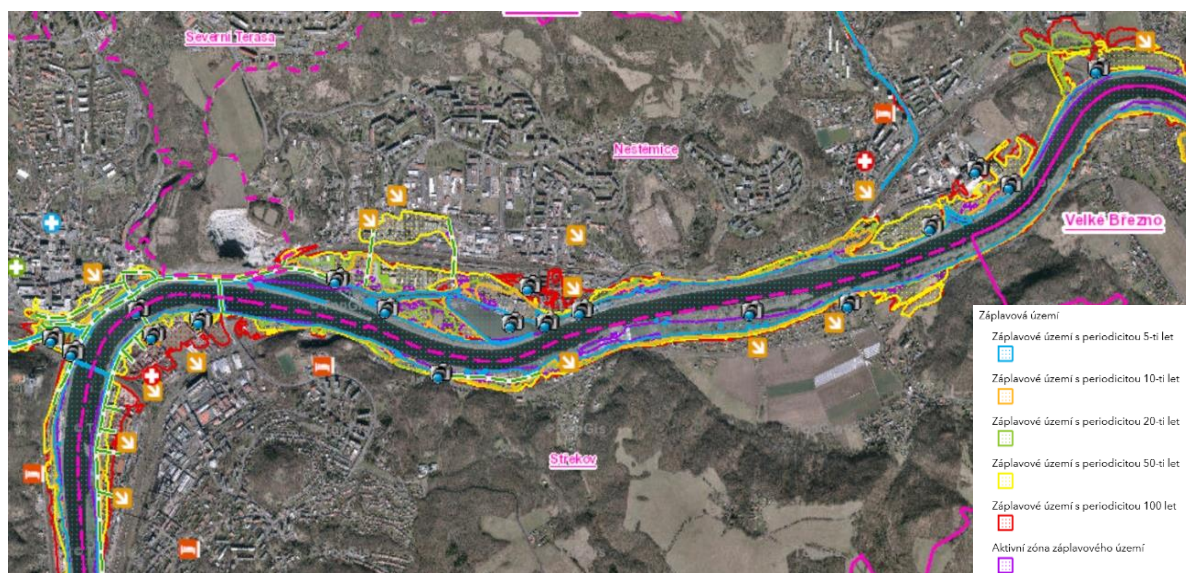 Severní Terasa
Neštěmice
Velké Březno
Střekov
Záplavová území
Záplavové území s periodicitou 5-ti let
Záplavové území s periodicitou 10-ti let
Záplavové území s periodicitou 20-ti let
Záplavové území s periodicitou 50-ti let
Záplavové území s periodicitou 100 let
Aktivní zóna záplavového území